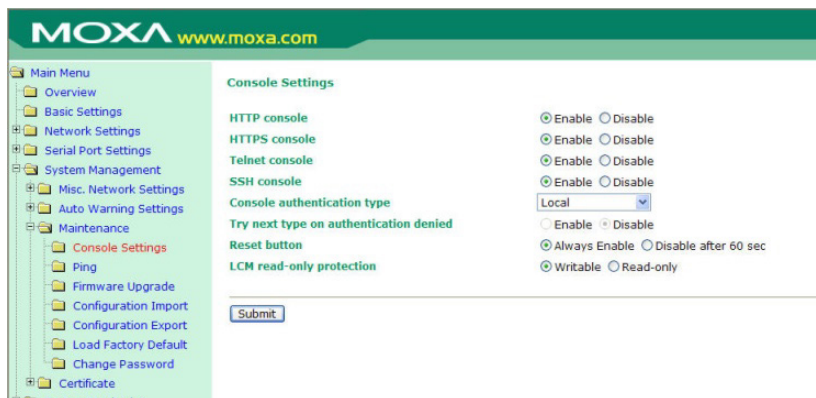 MOXA www.moxa.com
Main Menu
Overview
Basic Settings
Network Settings
Serial Port Settings
System Management
Misc. Network Settings
Auto Warning Settings
Maintenance
Console Settings
Ping
Firmware Upgrade
Configuration Import
Configuration Export
Load Factory Default
Change Password
Certificate
Console Settings
HTTP console Enable Disable
HTTPS console Enable Disable
Telnet console Enable Disable
SSH console Enable Disable
Console authentication type Local
Try next type on authentication denied Enable Disable
Reset button Always Enable Disable after 60 sec
LCM read-only protection Writable Read-only
Submit